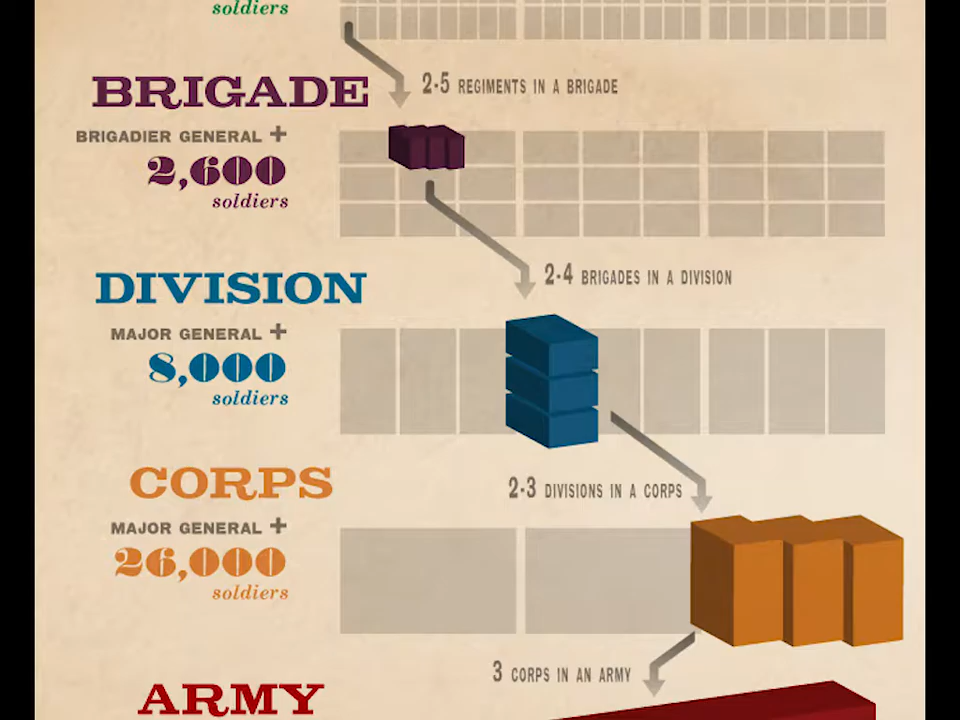 soldiers
2-5 REGIMENTS IN A BRIGADE
BRIGADE
BRIGADIER GENERAL +
2,600
soldiers
2-4 BRIGADES IN A DIVISION
DIVISION
MAJOR GENERAL +
8,000
soldiers
CORPS
2-3 DIVISIONS IN A CORPS
MAJOR GENERAL +
26,000
soldiers
3 CORPS IN AN ARMY
ARMY